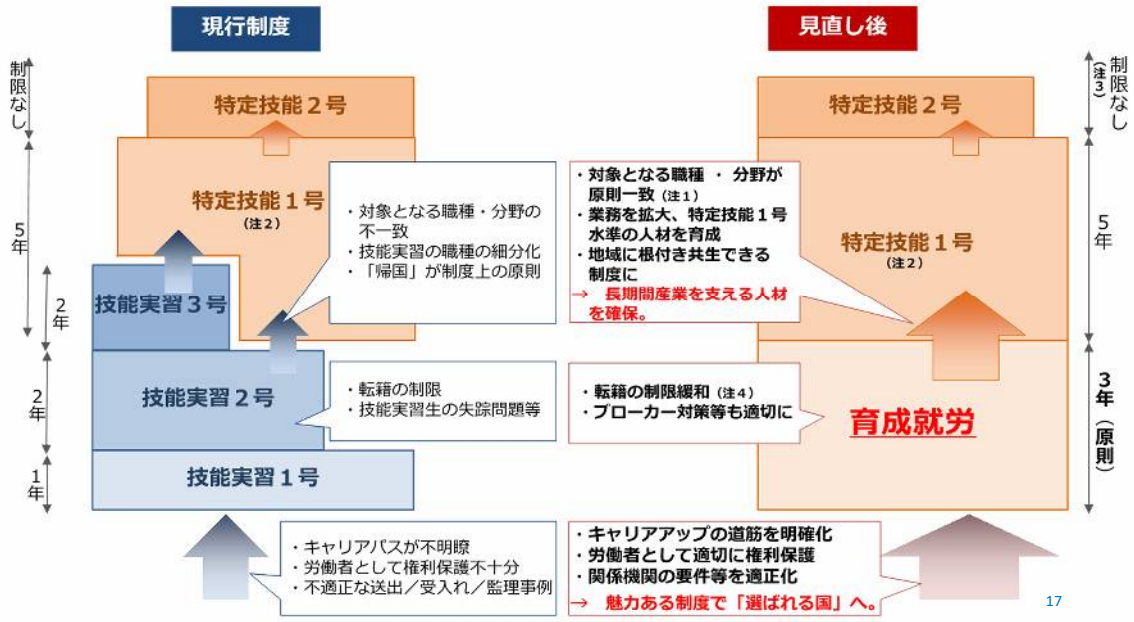 現行制度
見直し後
制限なし
5年
2年
2年
1年
特定技能2号
特定技能1号
(注2)
技能実習3号
技能実習2号
技能実習1号
・対象となる職種・分野の
不一致
・技能実習の職種の細分化
・「帰国」が制度上の原則
・転籍の制限
・技能実習生の失踪問題等
・キャリアパスが不明瞭
・労働者として権利保護不十分
・不適正な送出/受入れ/監理事例
・対象となる職種 ・ 分野が
原則一致 (注1)
・業務を拡大、特定技能1号
水準の人材を育成
・地域に根付き共生できる
制度に
→ 長期間産業を支える人材
を確保。
・転籍の制限緩和 (注4)
・ブローカー対策等も適切に
・キャリアアップの道筋を明確化
・労働者として適切に権利保護
・関係機関の要件等を適正化
→ 魅力ある制度で「選ばれる国」へ。
特定技能2号
特定技能1号
(注2)
育成就労
制限なし
(注3)
5年
3年(原則)
17